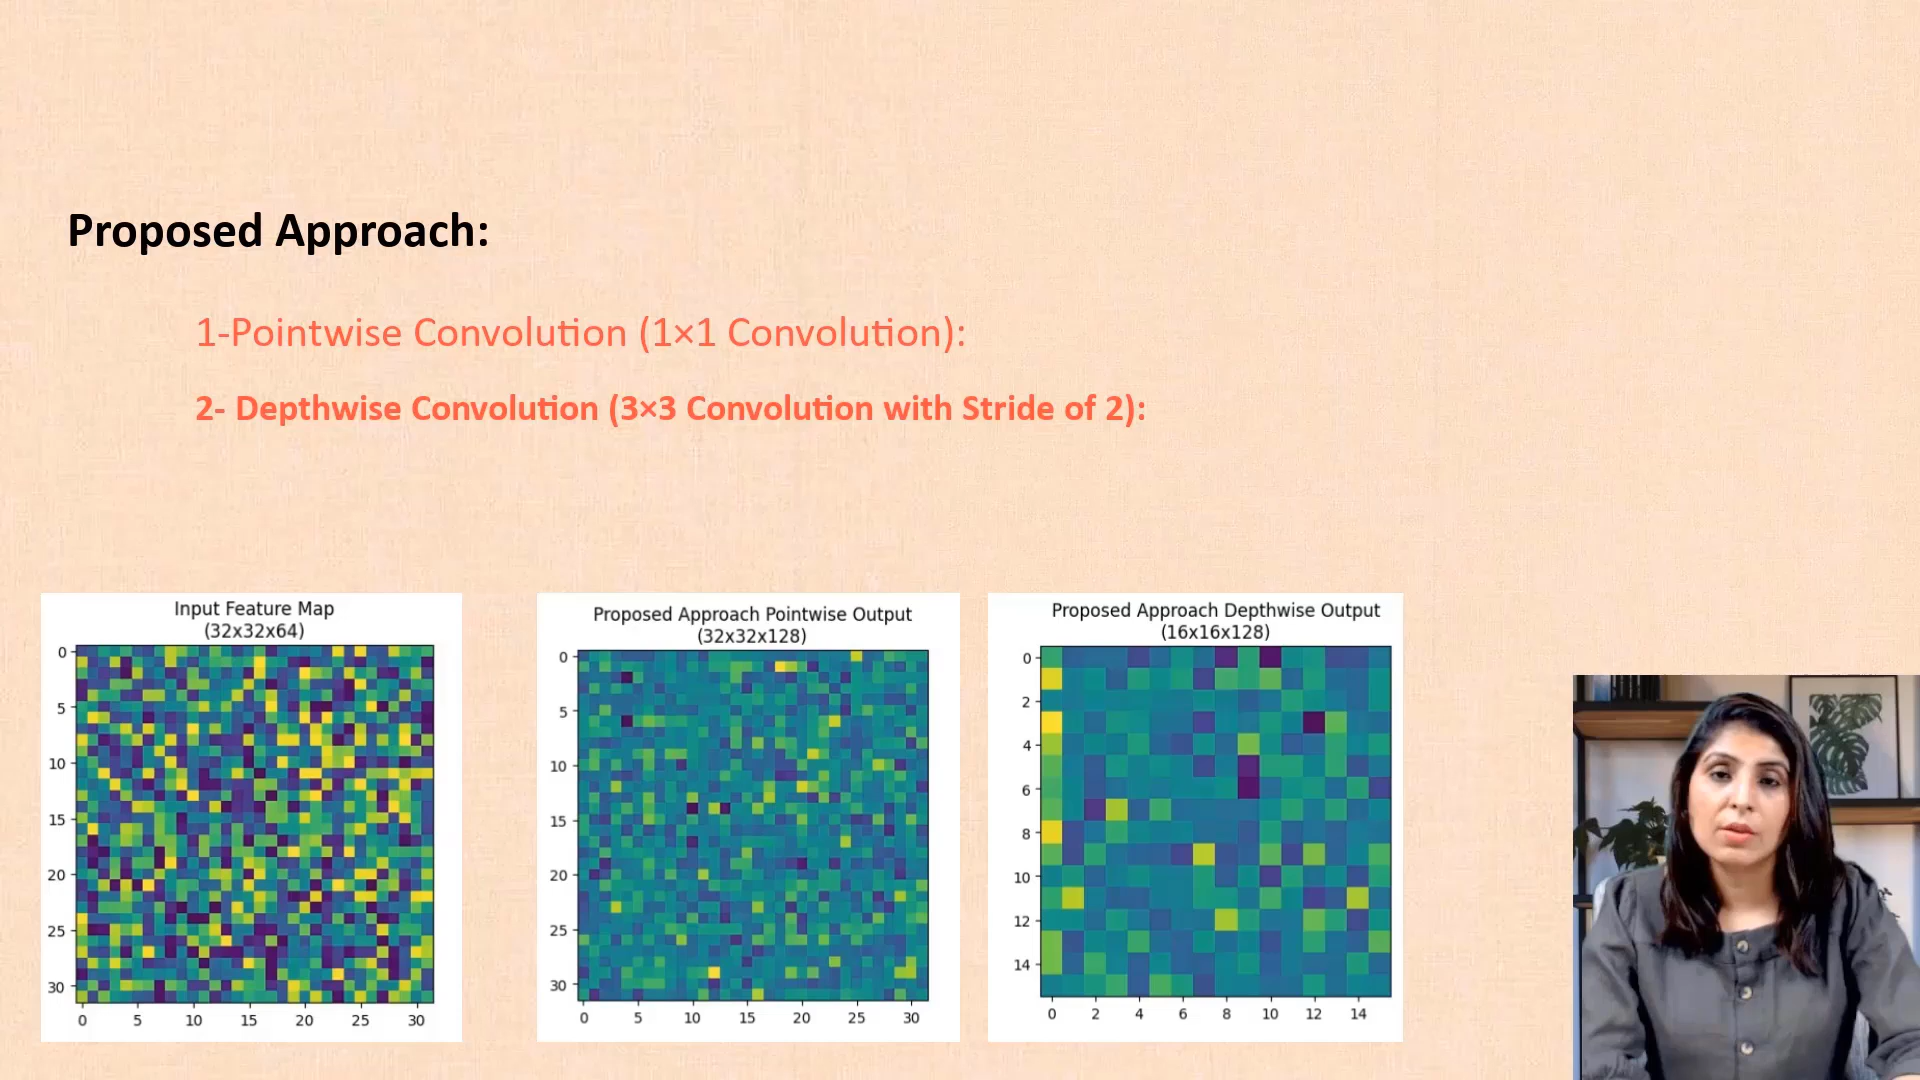 Proposed Approach:
1-Pointwise Convolution (1×1 Convolution):
2- Depthwise Convolution (3×3 Convolution with Stride of 2):
Input Feature Map
(32x32x64)
0
5
10
15
20
25
30
0 5 10 15 20 25 30
Proposed Approach Pointwise Output
(32x32x128)
0
5
10
15
20
25
30
0 5 10 15 20 25 30
Proposed Approach Depthwise Output
(16x16x128)
0
2
4
6
8
10
12
14
0 2 4 6 8 10 12 14